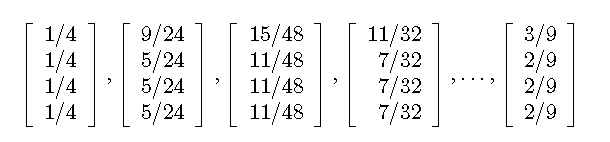 1/4 9/24 15/48 11/32 3/9
1/4 5/24 11/48 7/32 2/9
1/4 , 5/24 , 11/48 , 7/32 , ... , 2/9
1/4 5/24 11/48 7/32 2/9